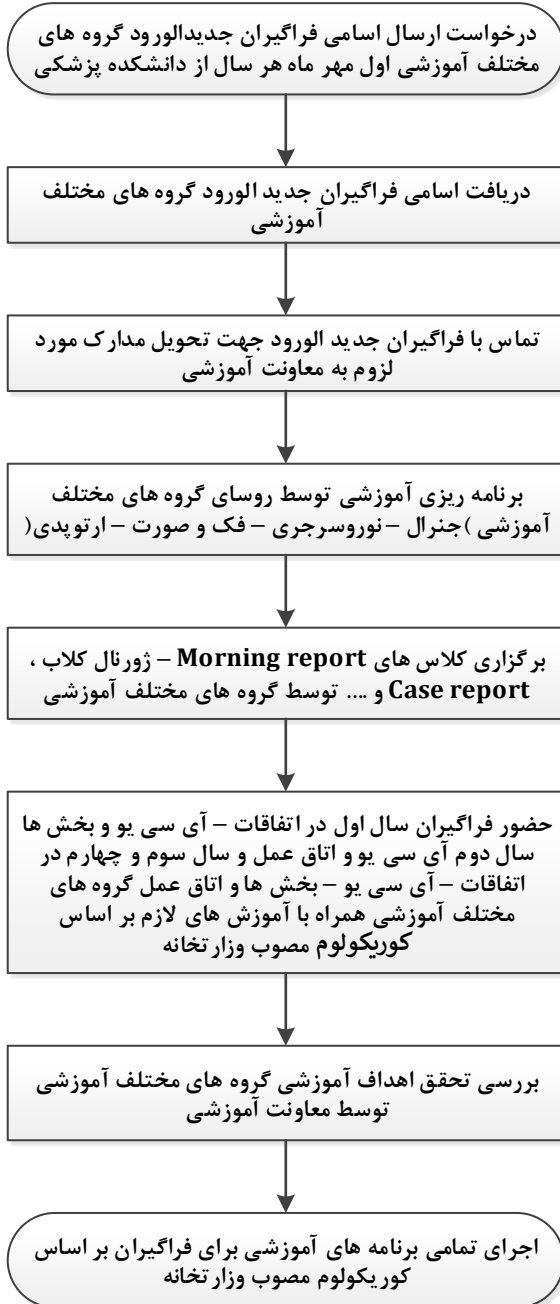 درخواست ارسال اسامی فراگیران جدیدالورود گروه های
مختلف آموزشی اول مهر ماه هر سال از دانشکده پزشکی
دریافت اسامی فراگیران جدید الورود گروه های مختلف
آموزشی
تماس با فراگیران جدید الورود جهت تحویل مدارک مورد
لزوم به معاونت آموزشی
برنامه ریزی آموزشی توسط روسای گروه های مختلف
آموزشی )جنرال – نوروسرجری – فک و صورت – ارتوپدی(
برگزاری کلاس های Morning report – ژورنال کلاب ،
Case report و .... توسط گروه های مختلف آموزشی
حضور فراگیران سال اول در اتفاقات – آی سی یو و بخش ها
سال دوم آی سی یو و اتاق عمل و سال سوم و چهارم در
اتفاقات – آی سی یو – بخش ها و اتاق عمل گروه های
مختلف آموزشی همراه با آموزش های لازم بر اساس
کوریکولوم مصوب وزارتخانه
بررسی تحقق اهداف آموزشی گروه های مختلف آموزشی
توسط معاونت آموزشی
اجرای تمامی برنامه های آموزشی برای فراگیران بر اساس
کوریکولوم مصوب وزارتخانه